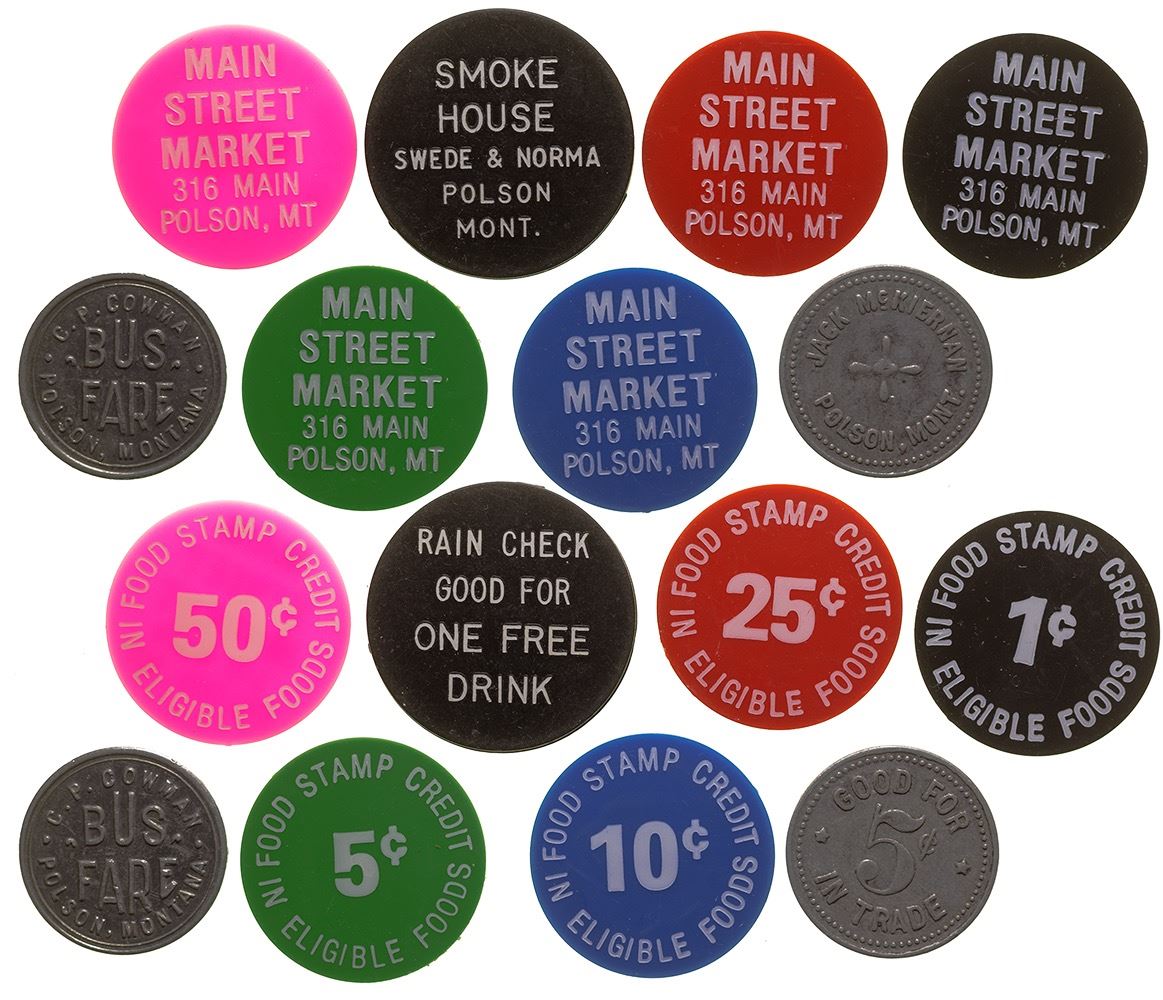 MAIN
STREET
MARKET
316 MAIN
POLSON, MT
SMOKE
HOUSE
SWEDE & NORMA
POLSON
MONT.
MAIN
STREET
MARKET
316 MAIN
POLSON, MT
MAIN
STREET
MARKET
316 MAIN
POLSON, MT
C. P. COWMAN
BUS
FARE
POLSON, MONTANA
MAIN
STREET
MARKET
316 MAIN
POLSON, MT
MAIN
STREET
MARKET
316 MAIN
POLSON, MT
JACK McKIERNAN
POLSON, MONT.
FOOD STAMP CREDIT
50¢
IN ELIGIBLE FOODS
RAIN CHECK
GOOD FOR
ONE FREE
DRINK
FOOD STAMP CREDIT
25¢
IN ELIGIBLE FOODS
FOOD STAMP CREDIT
1¢
IN ELIGIBLE FOODS
C. P. COWMAN
BUS
FARE
POLSON, MONTANA
FOOD STAMP CREDIT
5¢
IN ELIGIBLE FOODS
FOOD STAMP CREDIT
10¢
IN ELIGIBLE FOODS
GOOD FOR
5¢
IN TRADE